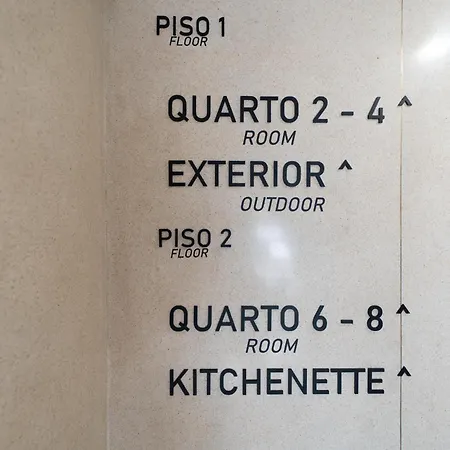 PISO 1
FLOOR
QUARTO 2 - 4 ^
ROOM
EXTERIOR ^
OUTDOOR
PISO 2
FLOOR
QUARTO 6 - 8 ^
ROOM
KITCHENETTE ^